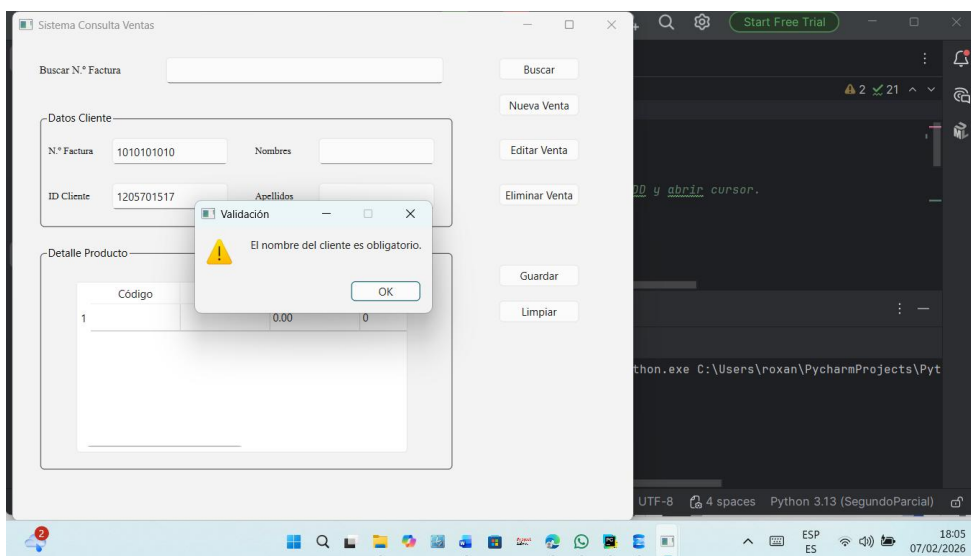 Sistema Consulta Ventas
Start Free Trial
Buscar N.º Factura
Buscar
2 21
Nueva Venta
Datos Cliente
N.º Factura 1010101010 Nombres
Editar Venta
ID Cliente 1205701517 Apellidos
Eliminar Venta
y abrir cursor.
Validación
El nombre del cliente es obligatorio.
OK
Detalle Producto
Guardar
Código
Limpiar
1 0.00 0
thon.exe C:\Users\roxan\PycharmProjects\Pyt
UTF-8 4 spaces Python 3.13 (SegundoParcial)
2
ESP
ES
18:05
07/02/2026